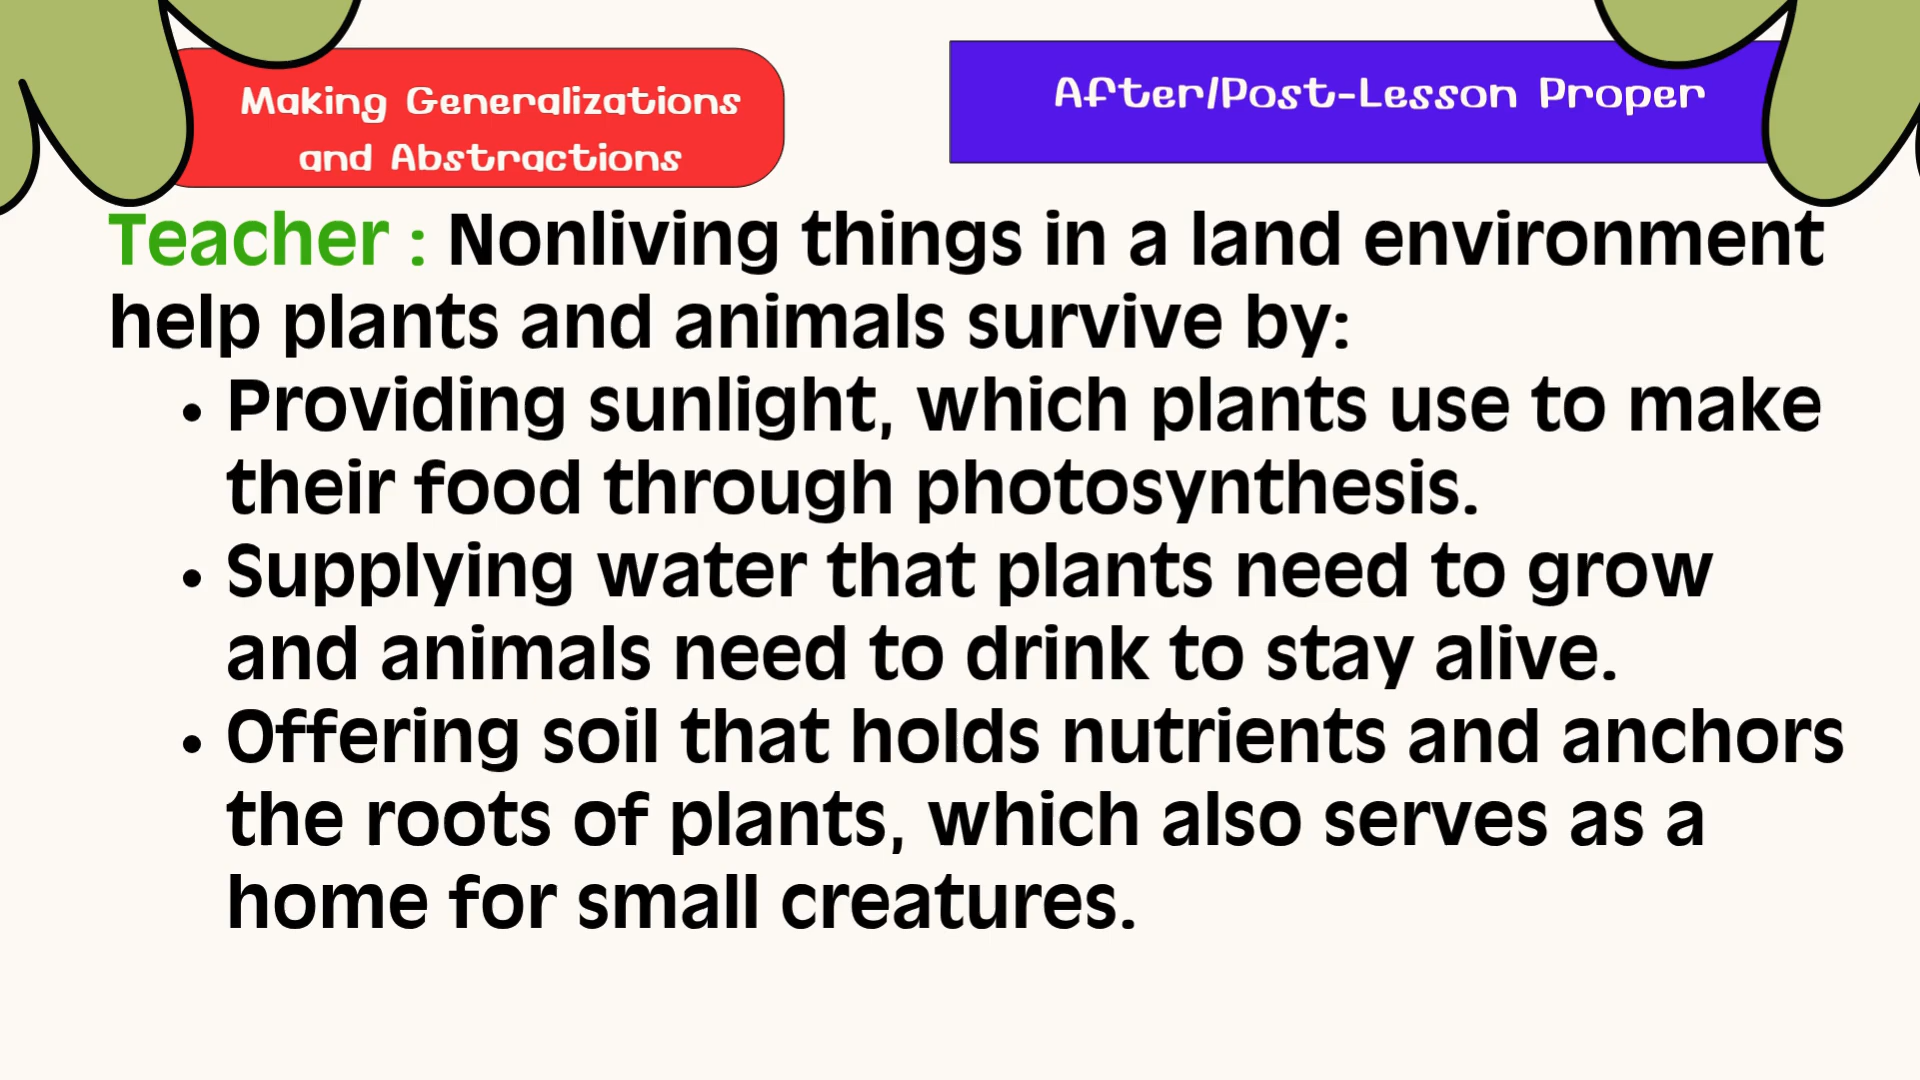 Making Generalizations
and Abstractions
After/Post-Lesson Proper
Teacher : Nonliving things in a land environment
help plants and animals survive by:
• Providing sunlight, which plants use to make
their food through photosynthesis.
• Supplying water that plants need to grow
and animals need to drink to stay alive.
• Offering soil that holds nutrients and anchors
the roots of plants, which also serves as a
home for small creatures.